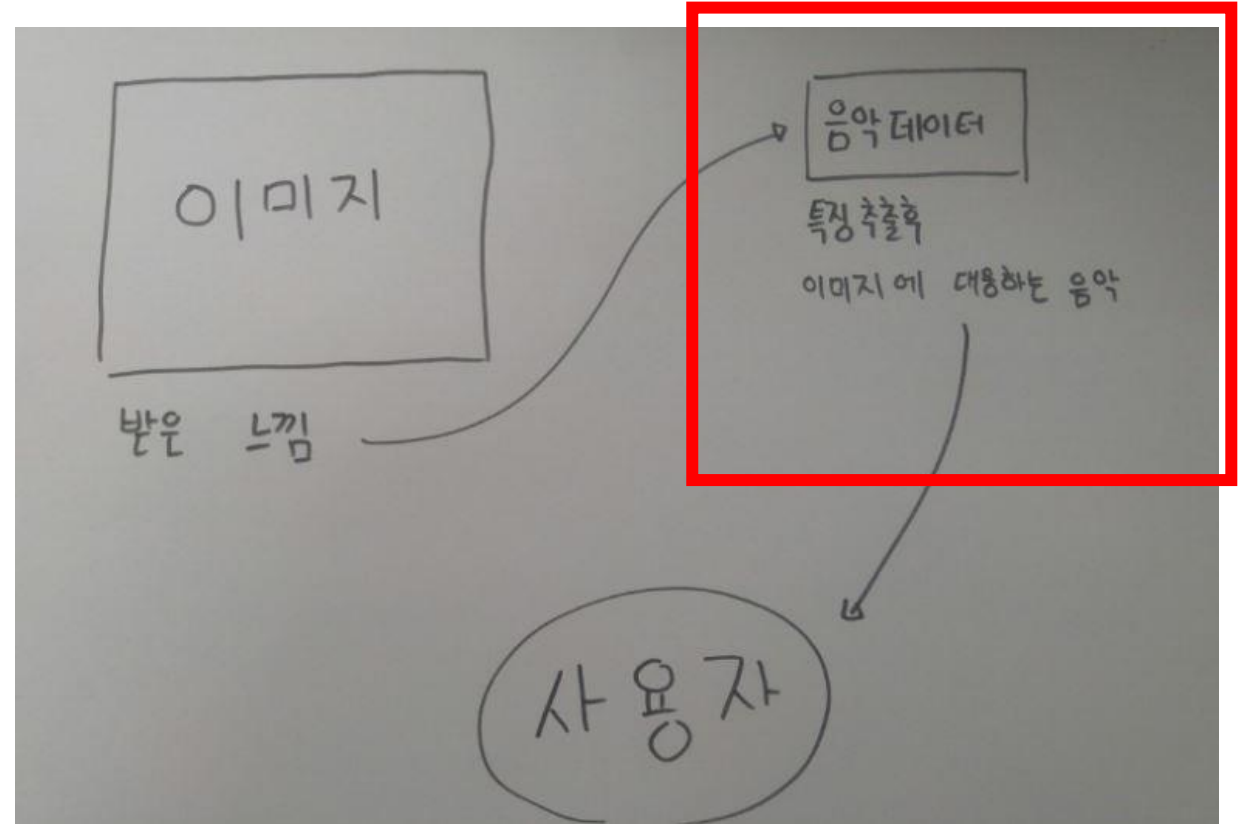 이미지
받은 느낌
음악데이터
특징 추출후
이미지에 대응하는 음악
사용자